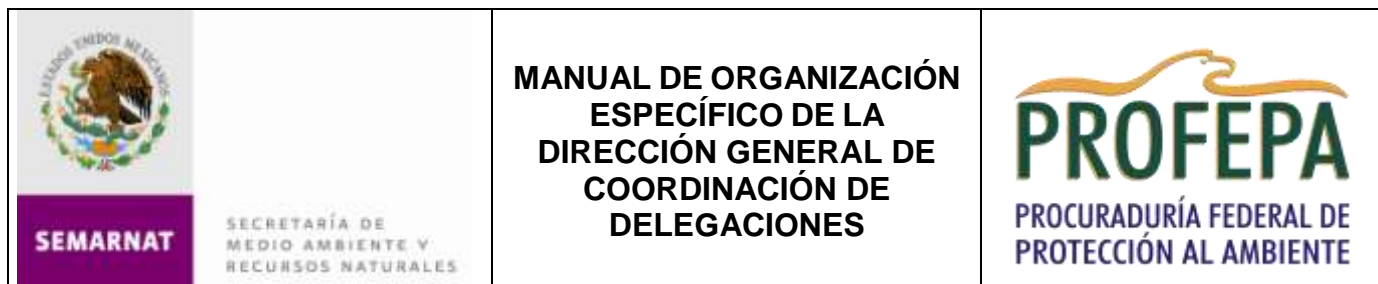 ESTADOS UNIDOS MEXICANOS
SEMARNAT
SECRETARÍA DE
MEDIO AMBIENTE Y
RECURSOS NATURALES
MANUAL DE ORGANIZACIÓN
ESPECÍFICO DE LA
DIRECCIÓN GENERAL DE
COORDINACIÓN DE
DELEGACIONES
PROFEPA
PROCURADURÍA FEDERAL DE
PROTECCIÓN AL AMBIENTE